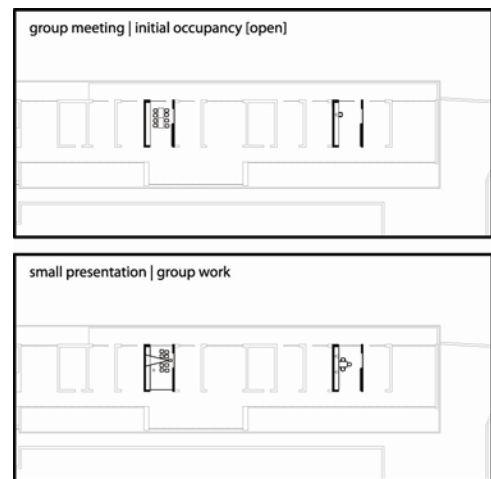 group meeting | initial occupancy [open]
small presentation | group work